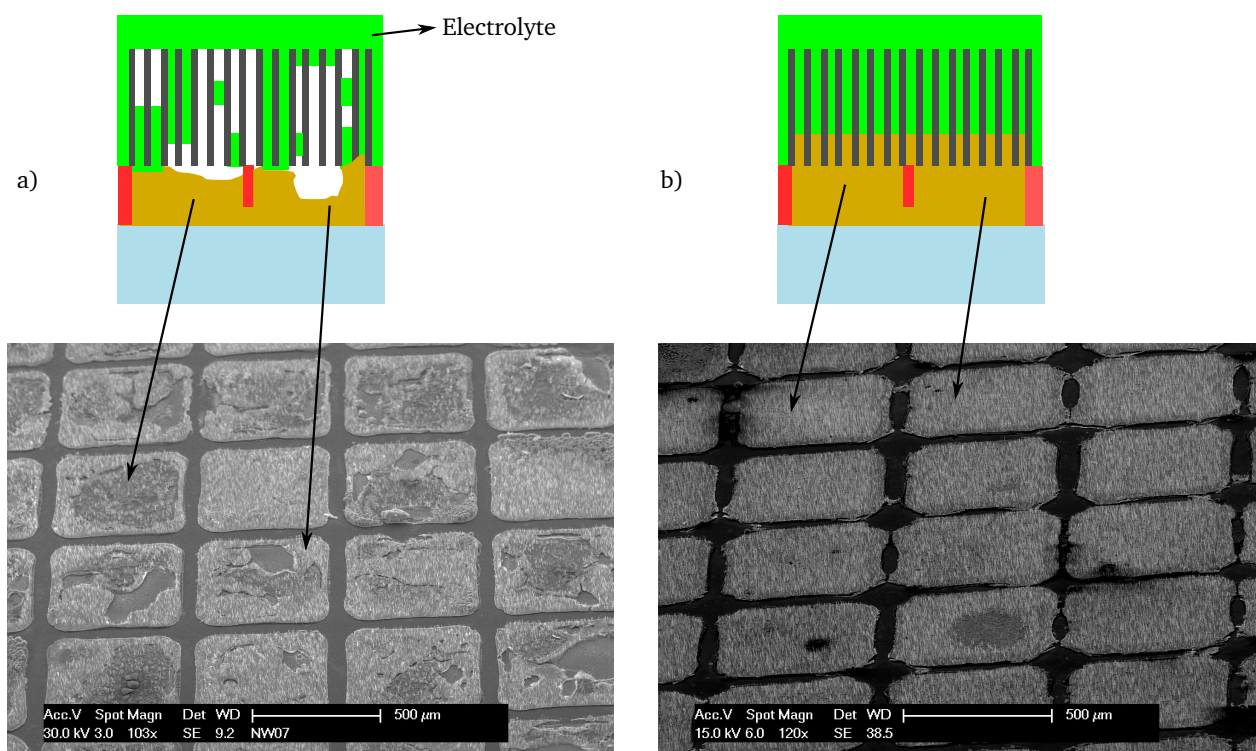 Electrolyte
a)
b)
Acc.V Spot Magn Det WD 500 µm
30.0 kV 3.0 103x SE 9.2 NW07
Acc.V Spot Magn Det WD 500 µm
15.0 kV 6.0 120x SE 38.5